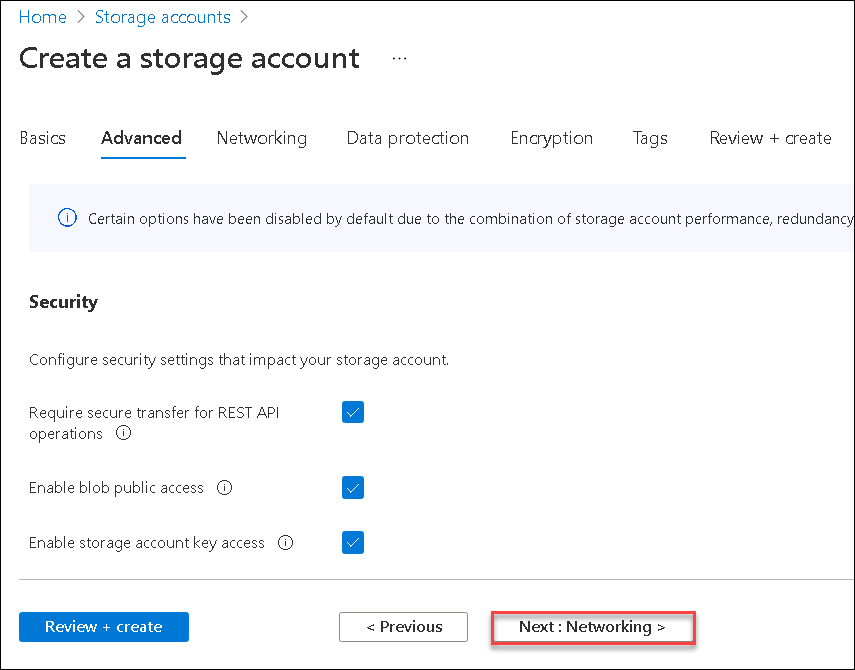 Home > Storage accounts >
Create a storage account ...
Basics Advanced Networking Data protection Encryption Tags Review + create
Certain options have been disabled by default due to the combination of storage account performance, redundancy
Security
Configure security settings that impact your storage account.
Require secure transfer for REST API
operations
Enable blob public access
Enable storage account key access
Review + create < Previous Next : Networking >